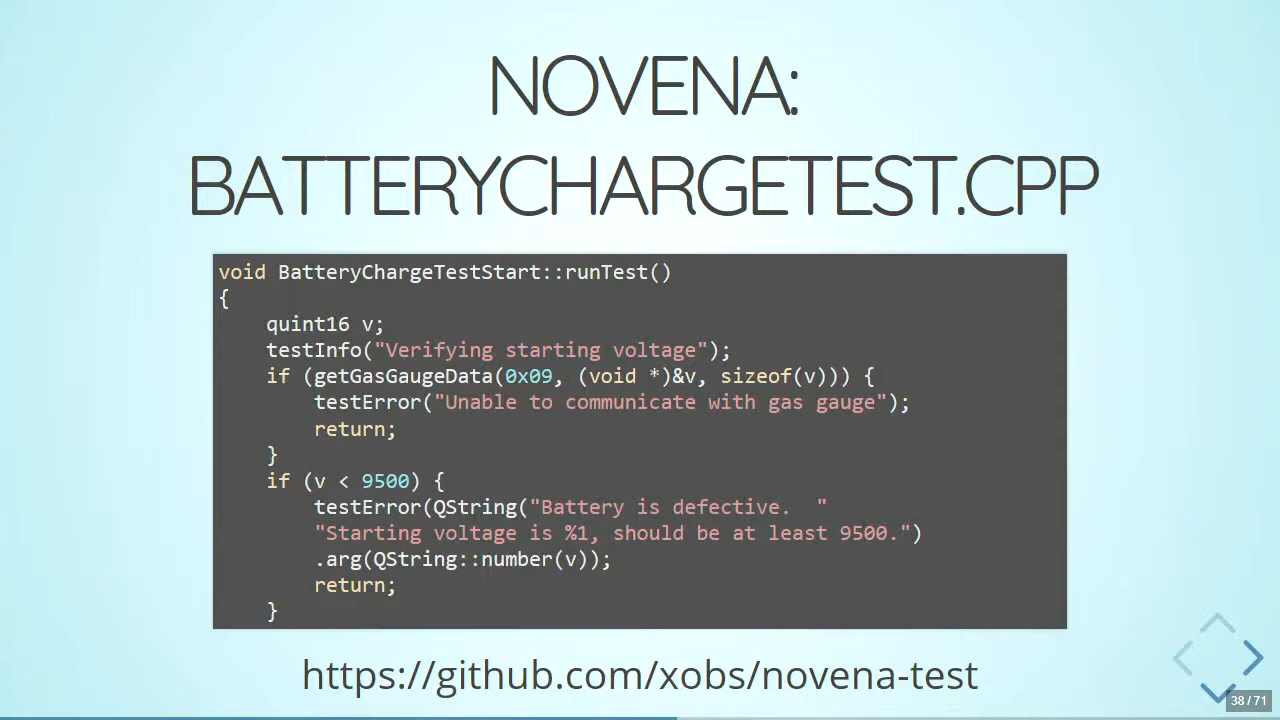 NOVENA:
BATTERYCHARGETEST.CPP
void BatteryChargeTestStart::runTest()
{
    quint16 v;
    testInfo("Verifying starting voltage");
    if (getGasGaugeData(0x09, (void *)&v, sizeof(v))) {
        testError("Unable to communicate with gas gauge");
        return;
    }
    if (v < 9500) {
        testError(QString("Battery is defective.  "
        "Starting voltage is %1, should be at least 9500.")
        .arg(QString::number(v));
        return;
    }
https://github.com/xobs/novena-test
38 / 71